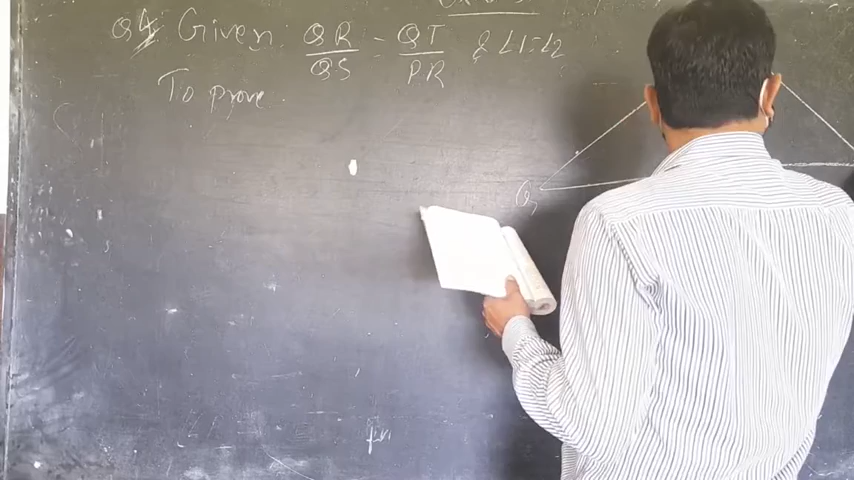 Q4 Given QR/QS = QT/PR & ∠1=∠2
To prove
Q